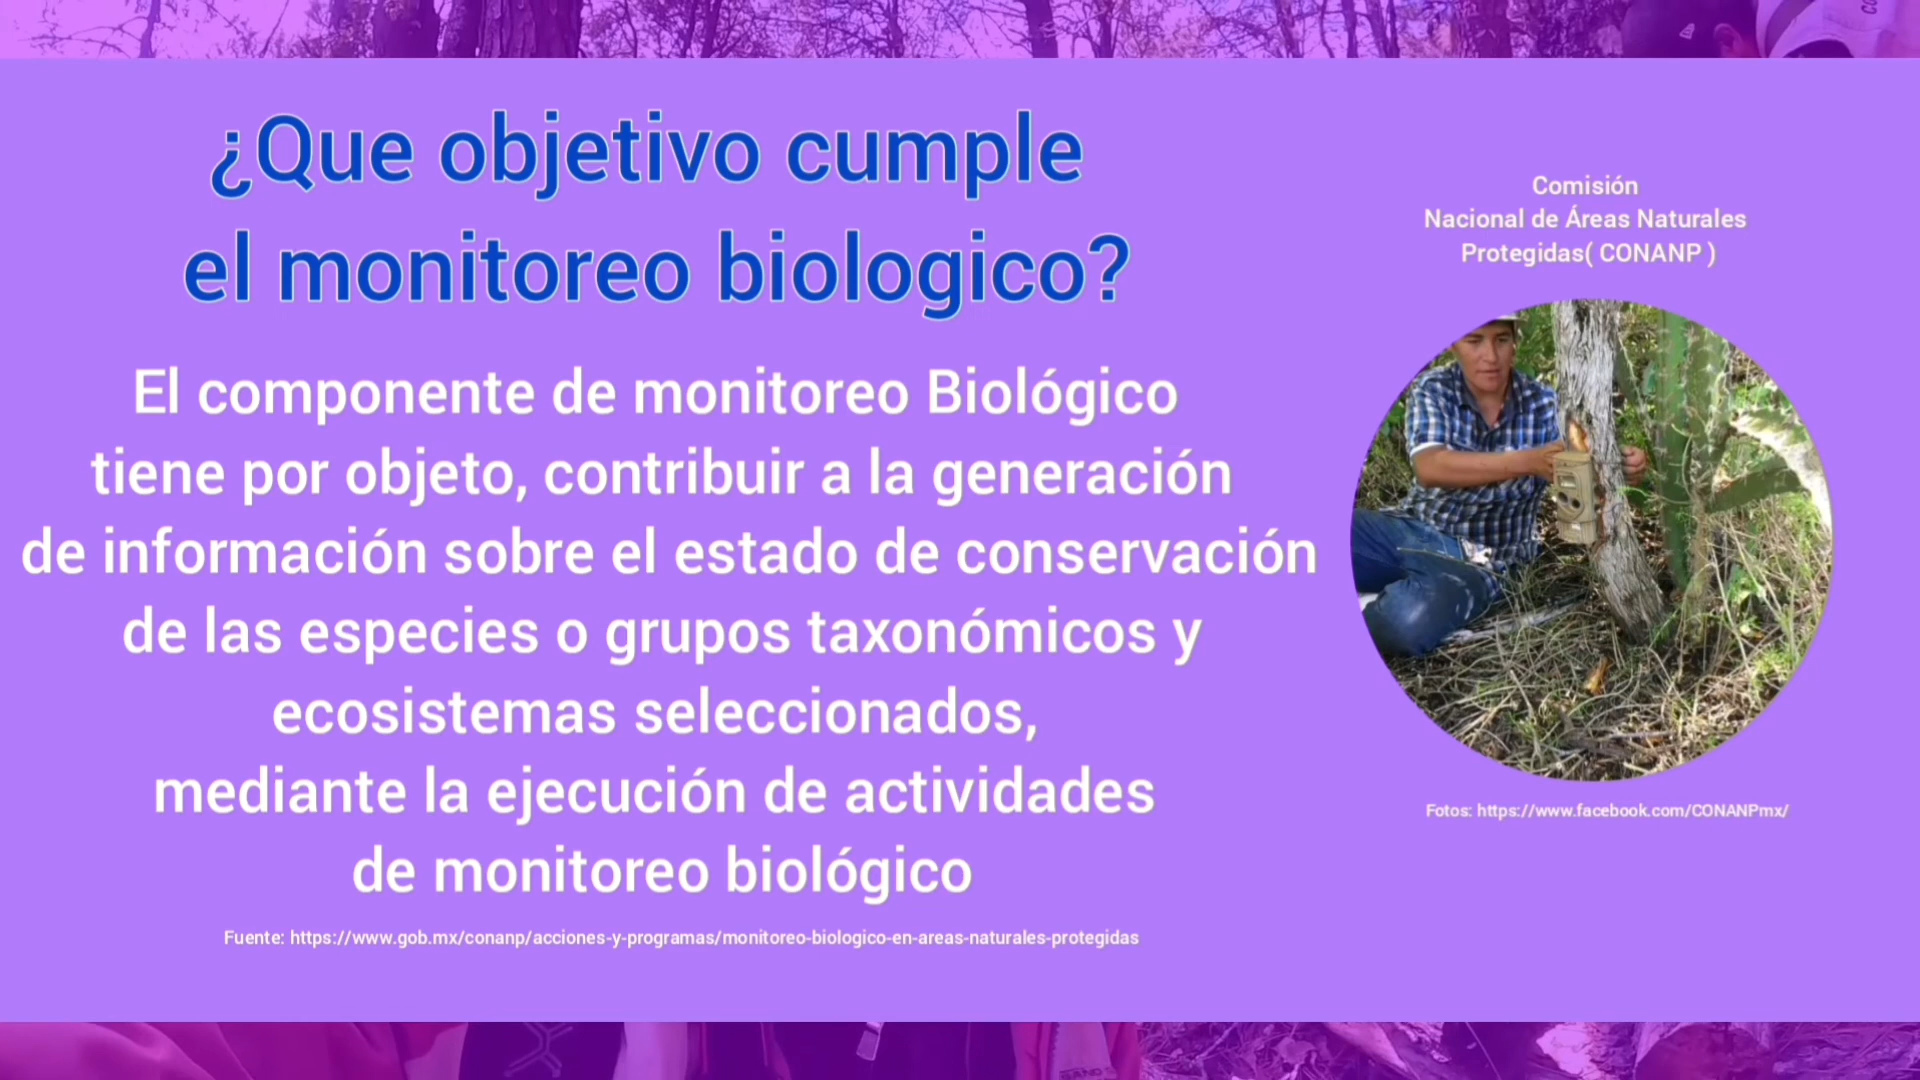 ¿Que objetivo cumple
el monitoreo biologico?
El componente de monitoreo Biológico
tiene por objeto, contribuir a la generación
de información sobre el estado de conservación
de las especies o grupos taxonómicos y
ecosistemas seleccionados,
mediante la ejecución de actividades
de monitoreo biológico
Fuente: https://www.gob.mx/conanp/acciones-y-programas/monitoreo-biologico-en-areas-naturales-protegidas
Comisión
Nacional de Áreas Naturales
Protegidas( CONANP )
Fotos: https://www.facebook.com/CONANPmx/